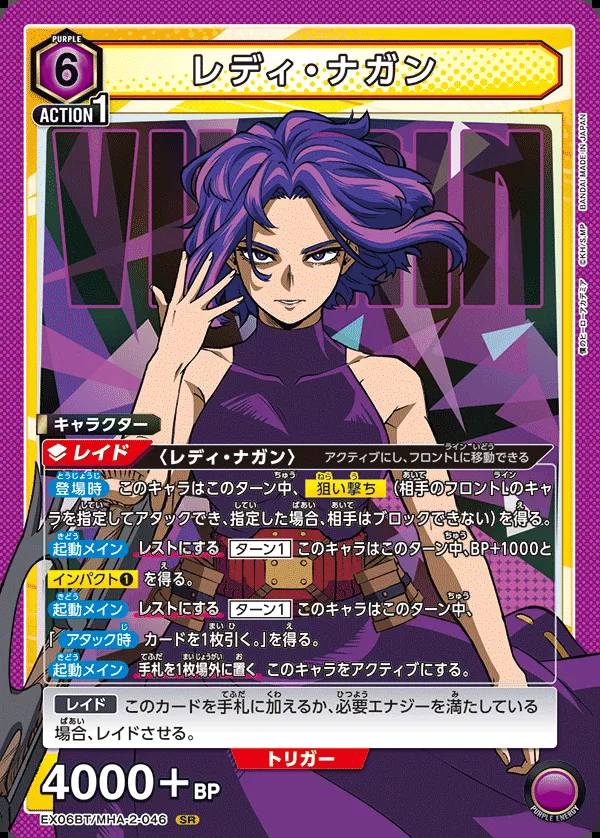 PURPLE
6
ACTION 1
レディ・ナガン
VILLAIN
BANDAI MADE IN JAPAN
©KH/S.MP
僕のヒーローアカデミア
キャラクター
レイド 〈レディ・ナガン〉 アクティブにし、フロントLに移動できる
登場時 このキャラはこのターン中、狙い撃ち (相手のフロントLのキャ
ラを指定してアタックでき、指定した場合、相手はブロックできない)を得る。
起動メイン レストにする ターン1 このキャラはこのターン中、BP+1000と
インパクト❶ を得る。
起動メイン レストにする ターン1 このキャラはこのターン中、
「アタック時 カードを1枚引く。」を得る。
起動メイン 手札を1枚場外に置く このキャラをアクティブにする。
レイド このカードを手札に加えるか、必要エナジーを満たしている
場合、レイドさせる。
トリガー
4000+BP
PURPLE ENERGY
EX06BT/MHA-2-046 SR